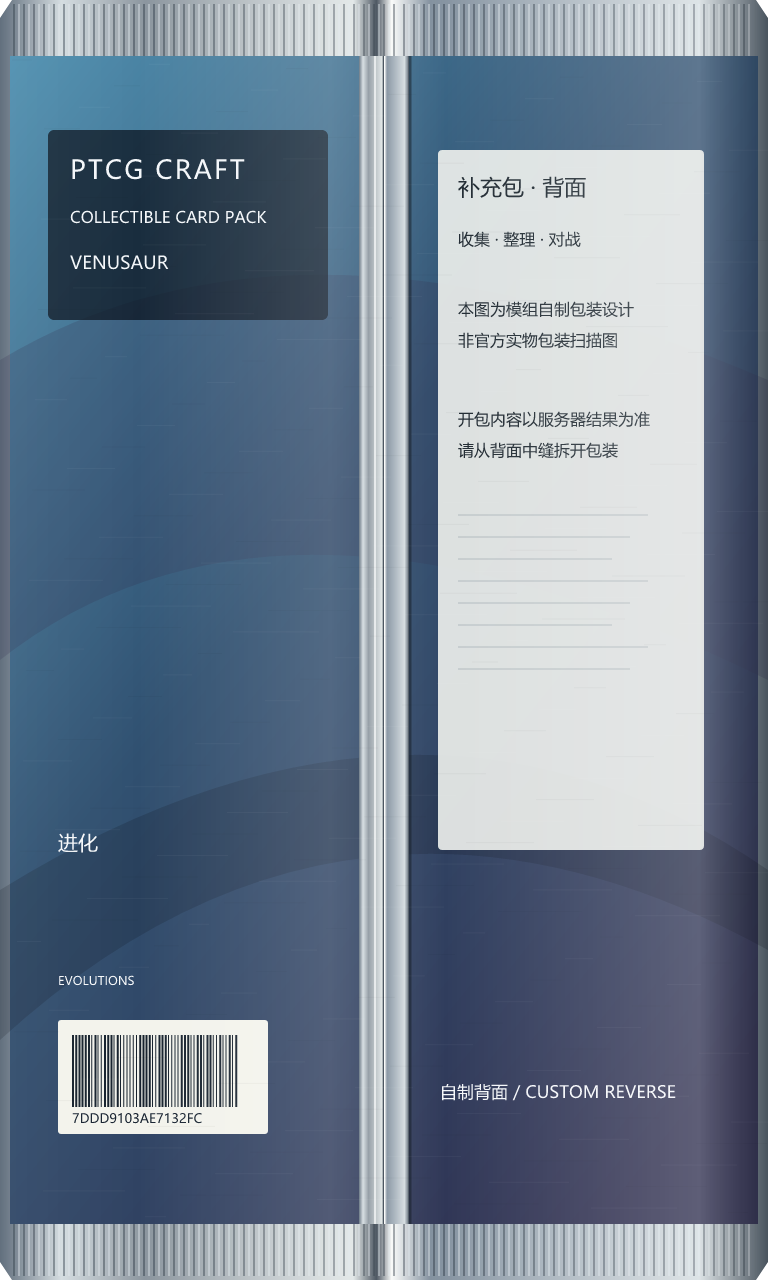 PTCG CRAFT
COLLECTIBLE CARD PACK
VENUSAUR
进化
EVOLUTIONS
7DDD9103AE7132FC
补充包 · 背面
收集 · 整理 · 对战
本图为模组自制包装设计
非官方实物包装扫描图
开包内容以服务器结果为准
请从背面中缝拆开包装
自制背面 / CUSTOM REVERSE